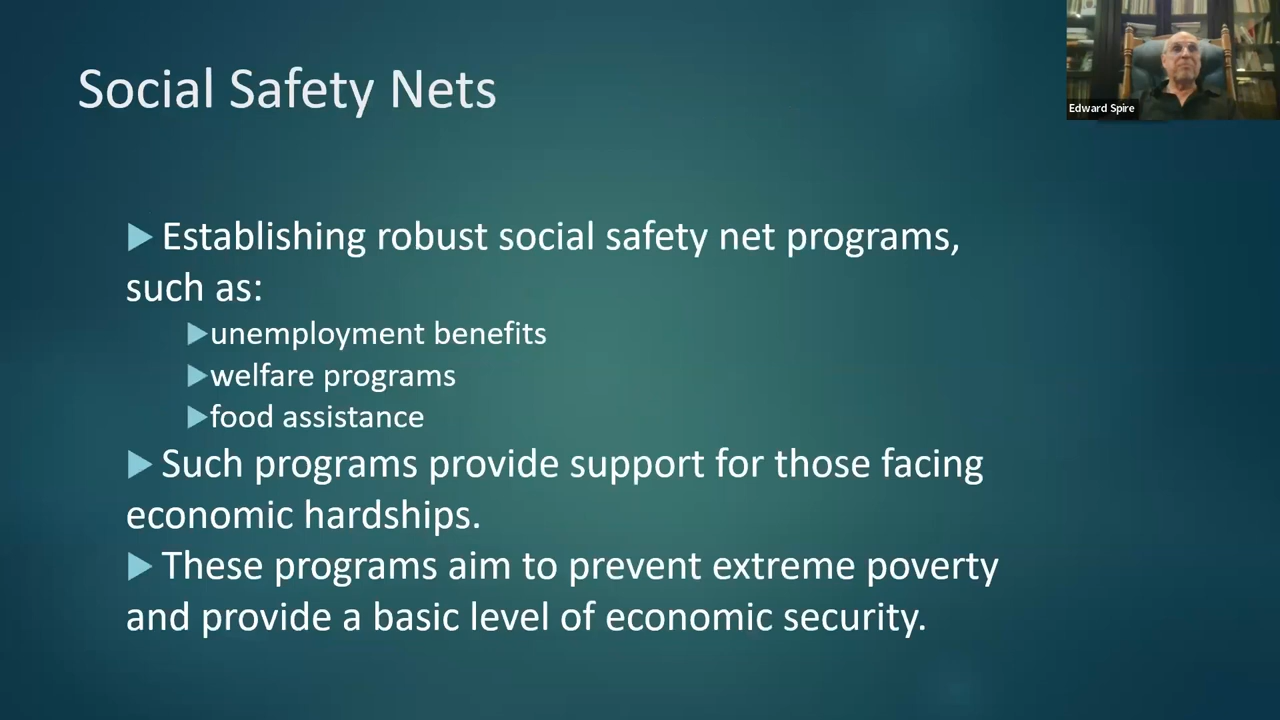 Social Safety Nets
Edward Spire
Establishing robust social safety net programs,
such as:
unemployment benefits
welfare programs
food assistance
Such programs provide support for those facing
economic hardships.
These programs aim to prevent extreme poverty
and provide a basic level of economic security.